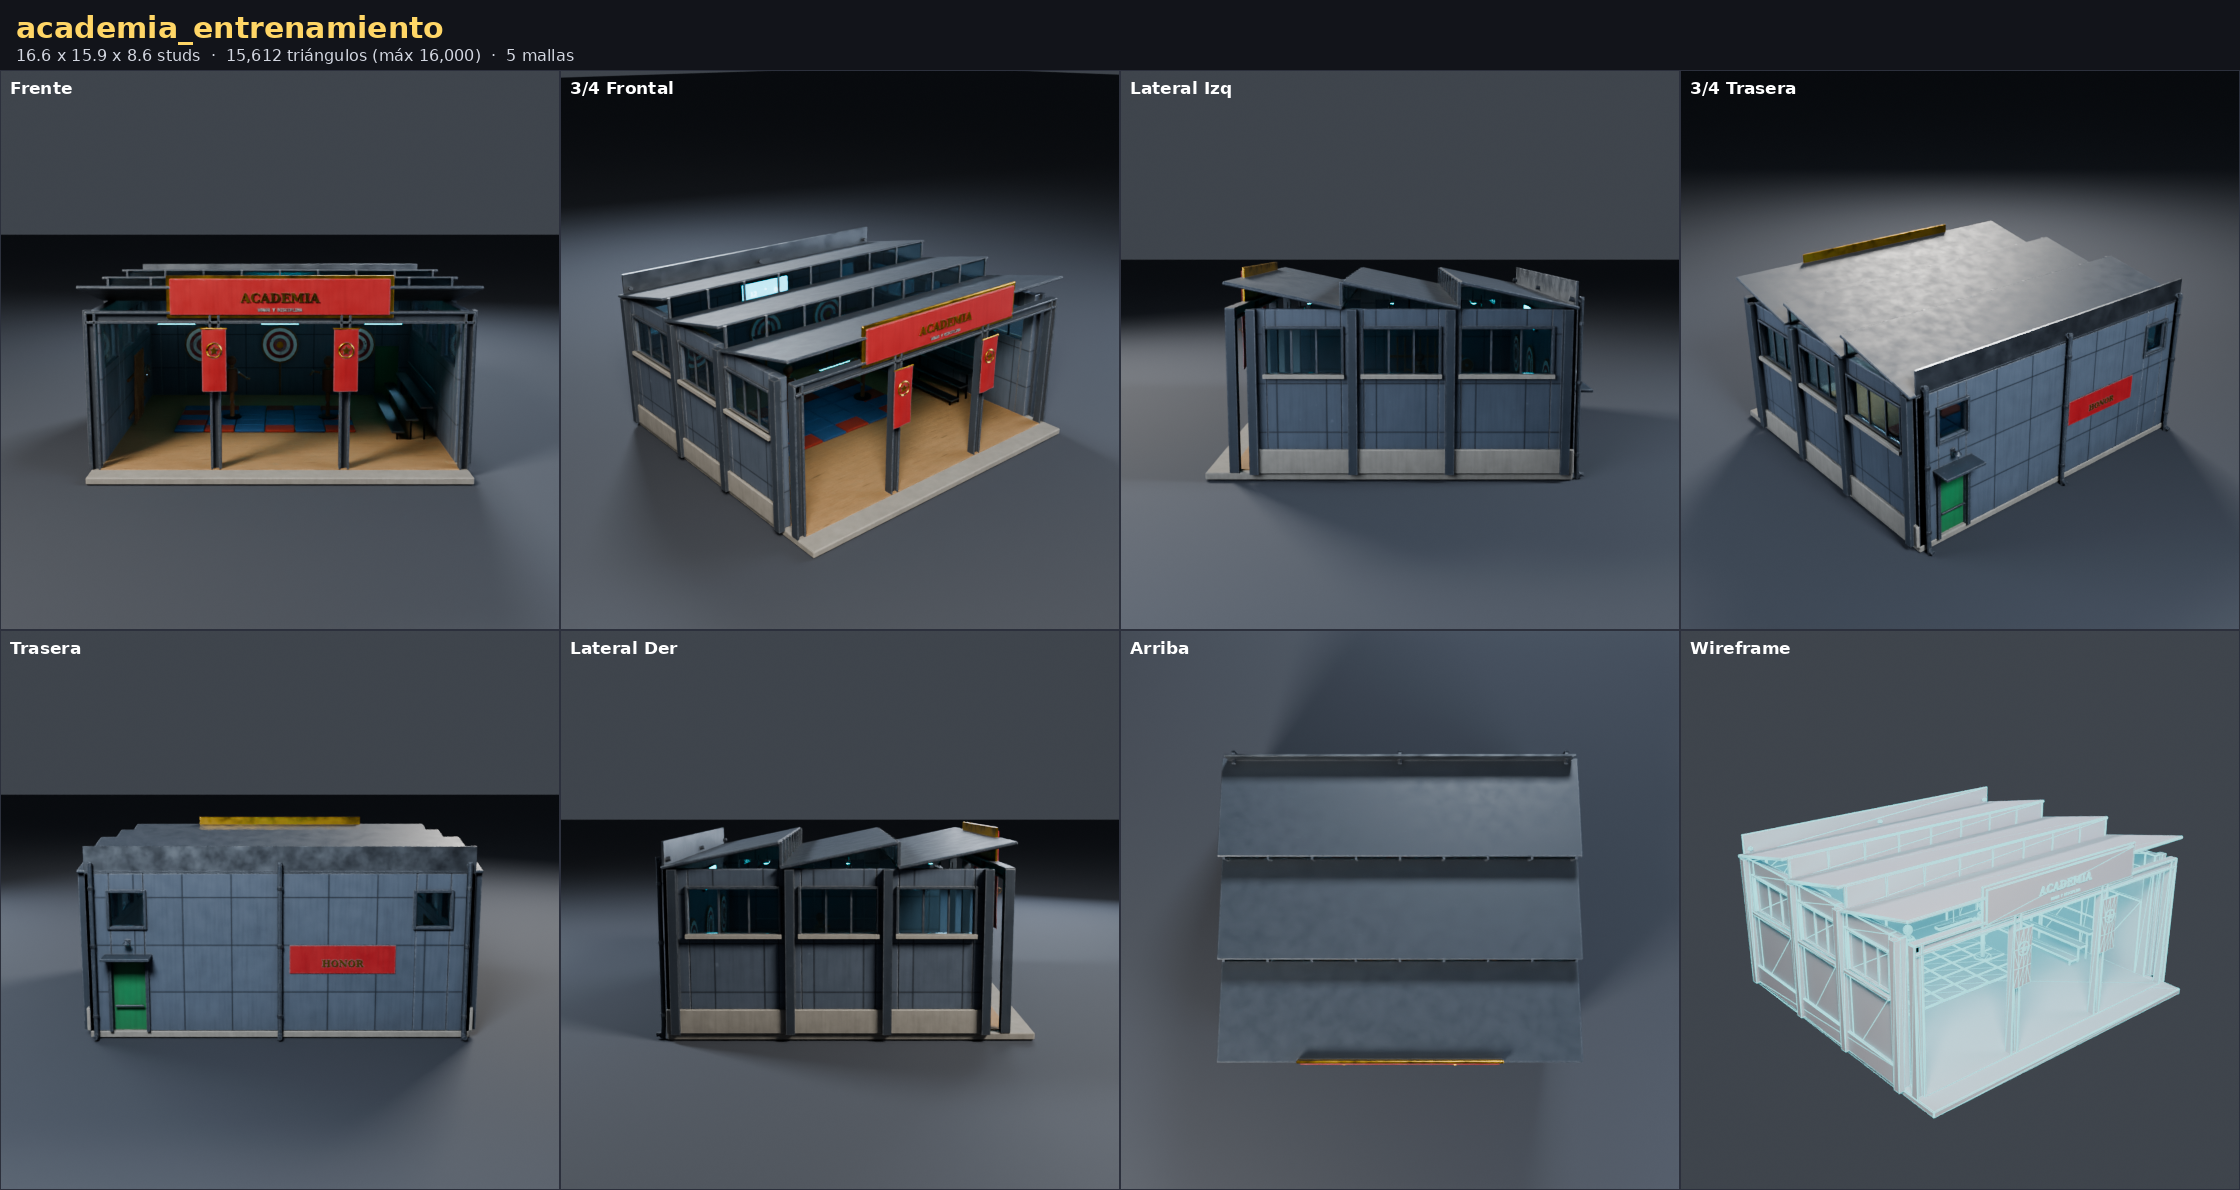 academia_entrenamiento
16.6 x 15.9 x 8.6 studs · 15,612 triángulos (máx 16,000) · 5 mallas
Frente
3/4 Frontal
Lateral Izq
3/4 Trasera
ACADEMIA
ACADEMIA
HONOR
Trasera
Lateral Der
Arriba
Wireframe
HONOR
ACADEMIA